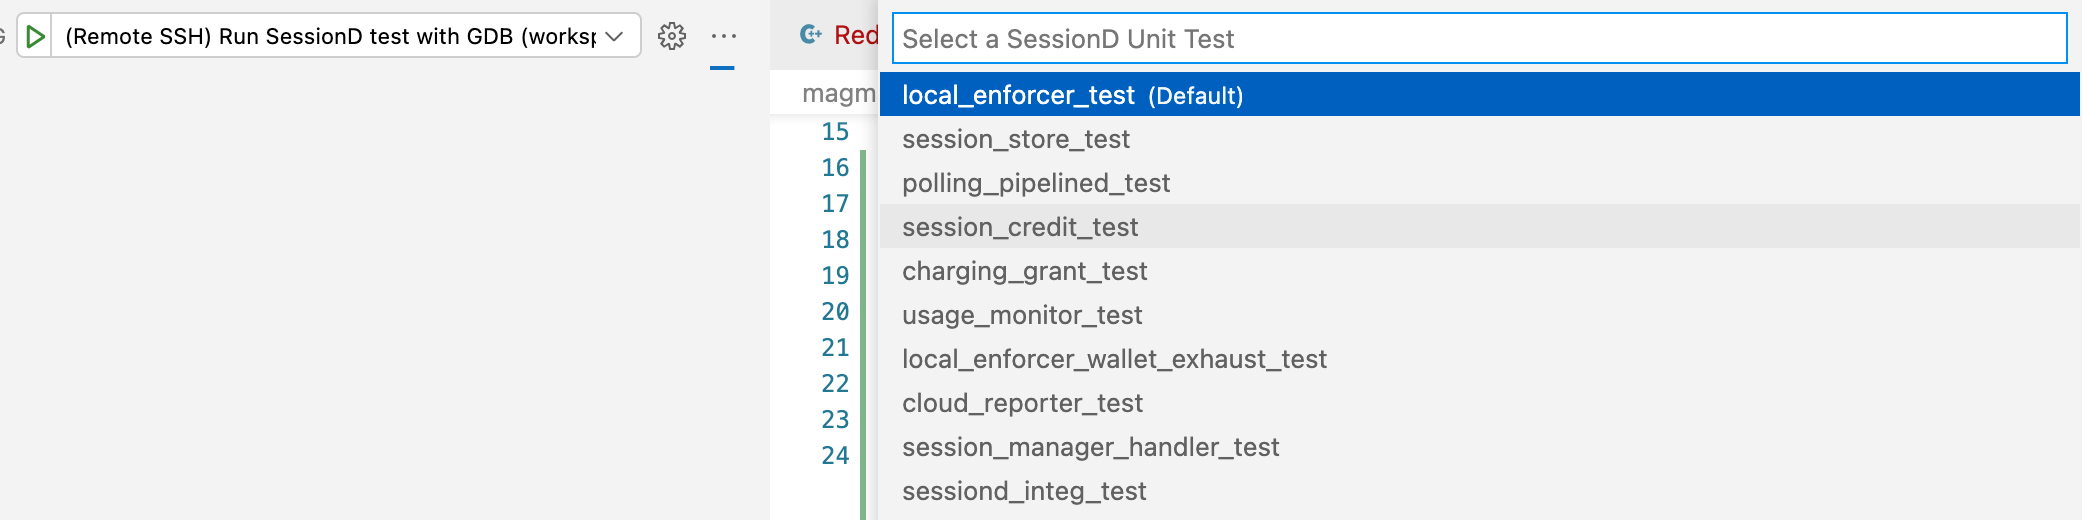 (Remote SSH) Run SessionD test with GDB (worksp
Red
Select a SessionD Unit Test
magm
local_enforcer_test (Default)
session_store_test
polling_pipelined_test
session_credit_test
charging_grant_test
usage_monitor_test
local_enforcer_wallet_exhaust_test
cloud_reporter_test
session_manager_handler_test
sessiond_integ_test
15
16
17
18
19
20
21
22
23
24